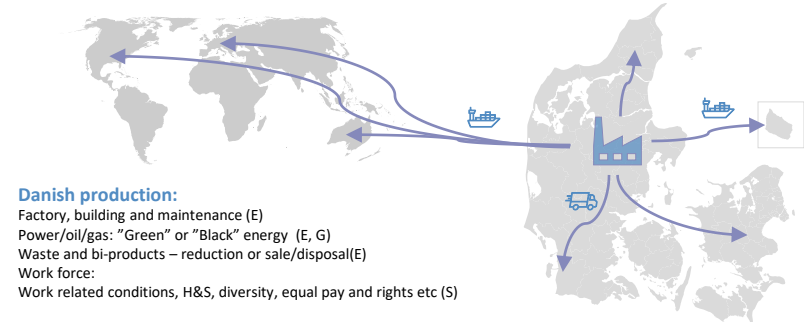 Danish production:
Factory, building and maintenance (E)
Power/oil/gas: ”Green” or ”Black” energy  (E, G)
Waste and bi-products – reduction or sale/disposal(E)
Work force:
Work related conditions, H&S, diversity, equal pay and rights etc (S)